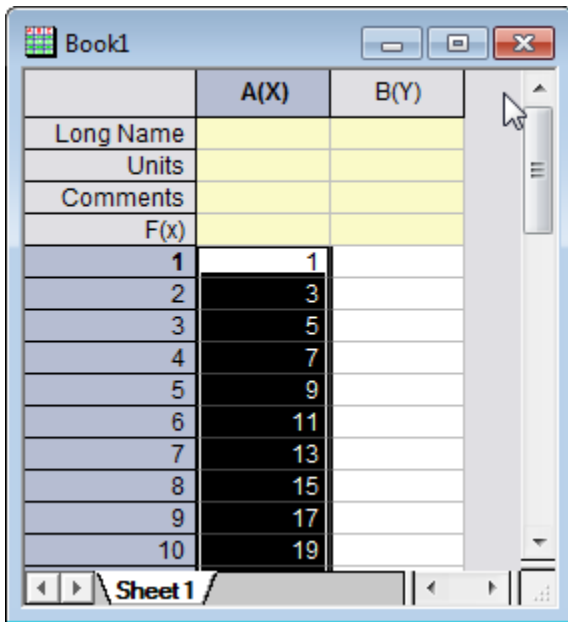 Book1
A(X) B(Y)
Long Name
Units
Comments
F(x)
1 1
2 3
3 5
4 7
5 9
6 11
7 13
8 15
9 17
10 19
Sheet1